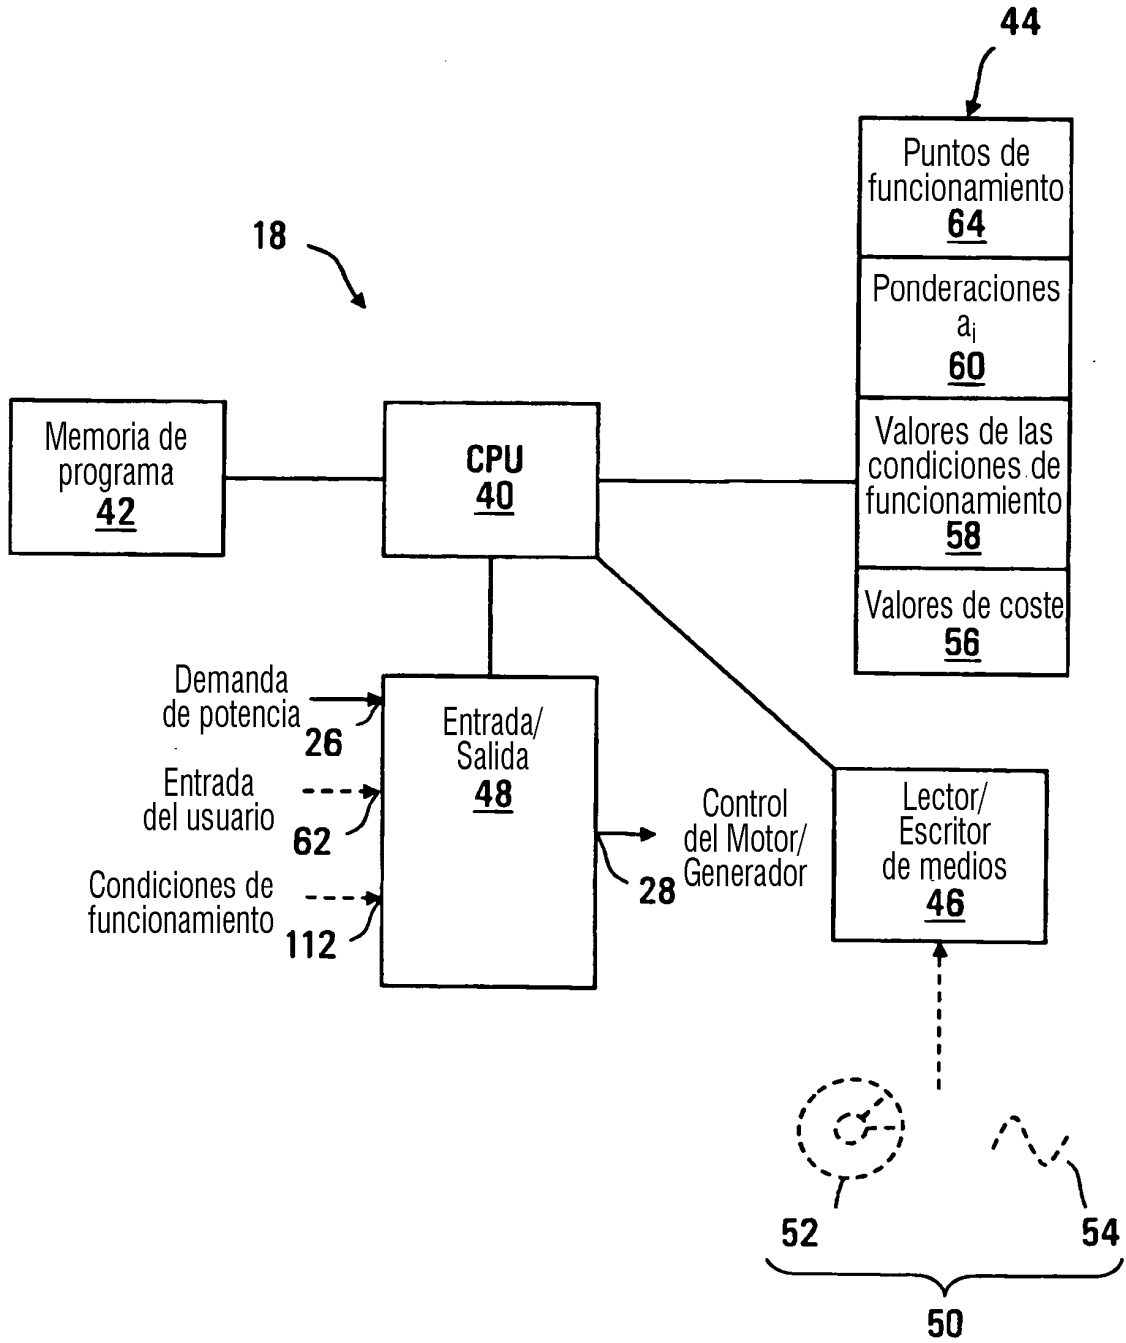 44
Puntos de
funcionamiento
64
18
Ponderaciones
ai
60
Memoria de
programa
42
CPU
40
Valores de las
condiciones de
funcionamiento
58
Valores de coste
56
Demanda
de potencia
26
Entrada/
Salida
48
Entrada
del usuario
62
Control
del Motor/
Generador
28
Lector/
Escritor
de medios
46
Condiciones de
funcionamiento
112
52
54
50